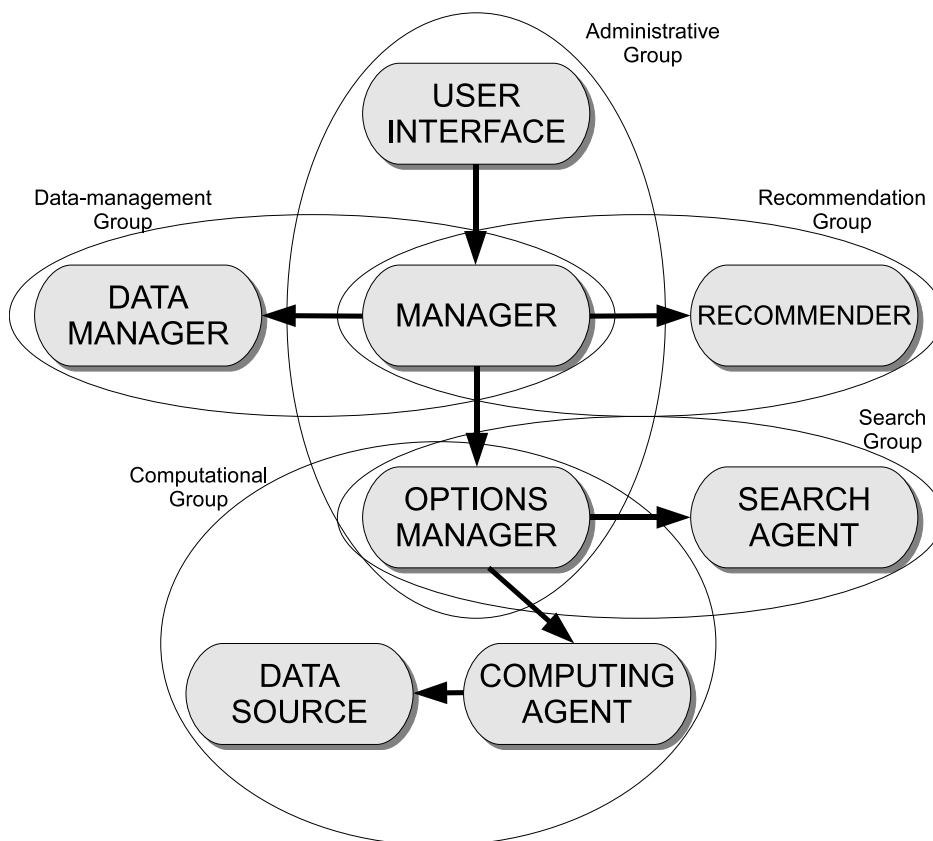 Administrative
Group
USER
INTERFACE
Data-management
Group
Recommendation
Group
DATA
MANAGER
MANAGER
RECOMMENDER
Search
Group
Computational
Group
OPTIONS
MANAGER
SEARCH
AGENT
DATA
SOURCE
COMPUTING
AGENT